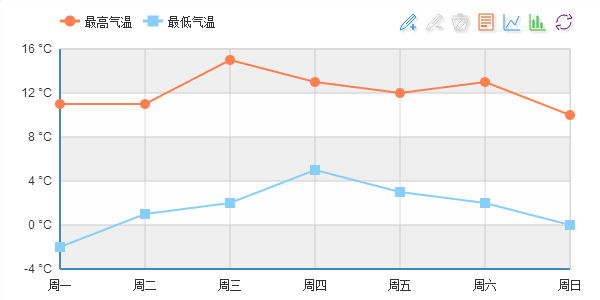 最高气温 最低气温
16 °C
12 °C
8 °C
4 °C
0 °C
-4 °C
周一 周二 周三 周四 周五 周六 周日